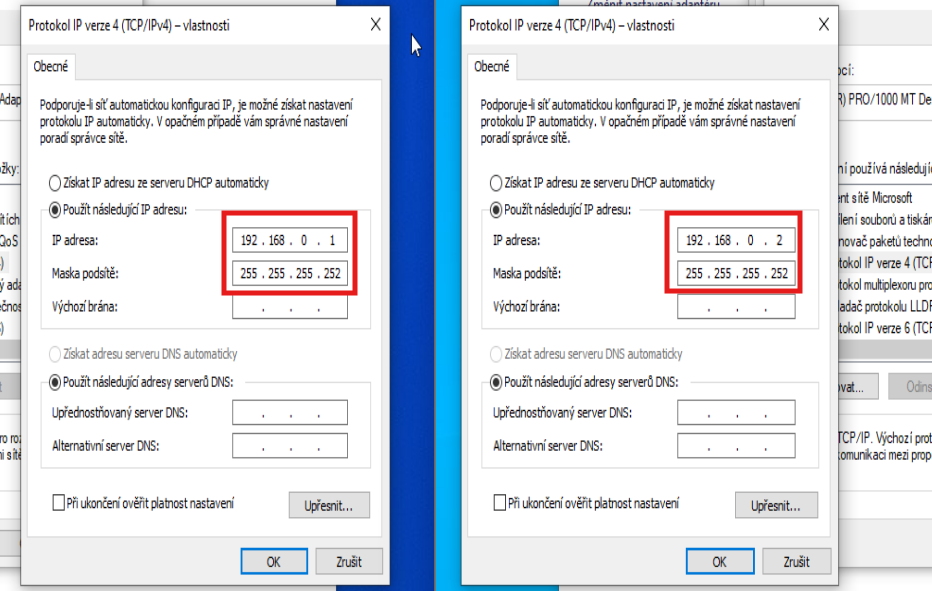 Změnit nastavení adaptéru
Protokol IP verze 4 (TCP/IPv4) – vlastnosti
X
Obecné
Podporuje-li síť automatickou konfiguraci IP, je možné získat nastavení
protokolu IP automaticky. V opačném případě vám správné nastavení
poradí správce sítě.
Získat IP adresu ze serveru DHCP automaticky
Použít následující IP adresu:
IP adresa:
192 . 168 . 0 . 1
Maska podsítě:
255 . 255 . 255 . 252
Výchozí brána:
. . .
Získat adresu serveru DNS automaticky
Použít následující adresy serverů DNS:
Upřednostňovaný server DNS:
. . .
Alternativní server DNS:
. . .
Při ukončení ověřit platnost nastavení
Upřesnit...
OK
Zrušit
Protokol IP verze 4 (TCP/IPv4) – vlastnosti
X
Obecné
Podporuje-li síť automatickou konfiguraci IP, je možné získat nastavení
protokolu IP automaticky. V opačném případě vám správné nastavení
poradí správce sítě.
Získat IP adresu ze serveru DHCP automaticky
Použít následující IP adresu:
IP adresa:
192 . 168 . 0 . 2
Maska podsítě:
255 . 255 . 255 . 252
Výchozí brána:
. . .
Získat adresu serveru DNS automaticky
Použít následující adresy serverů DNS:
Upřednostňovaný server DNS:
. . .
Alternativní server DNS:
. . .
Při ukončení ověřit platnost nastavení
Upřesnit...
OK
Zrušit
Adap
žky:
QoS
ocí:
R) PRO/1000 MT De
ní používá následujíc
ent sítě Microsoft
ílení souborů a tiskár
novač paketů techno
tokol IP verze 4 (TCP
tokol multiplexoru pro
adač protokolu LLDP
tokol IP verze 6 (TCP
ovat...
Odins
TCP/IP. Výchozí prot
omunikaci mezi prop